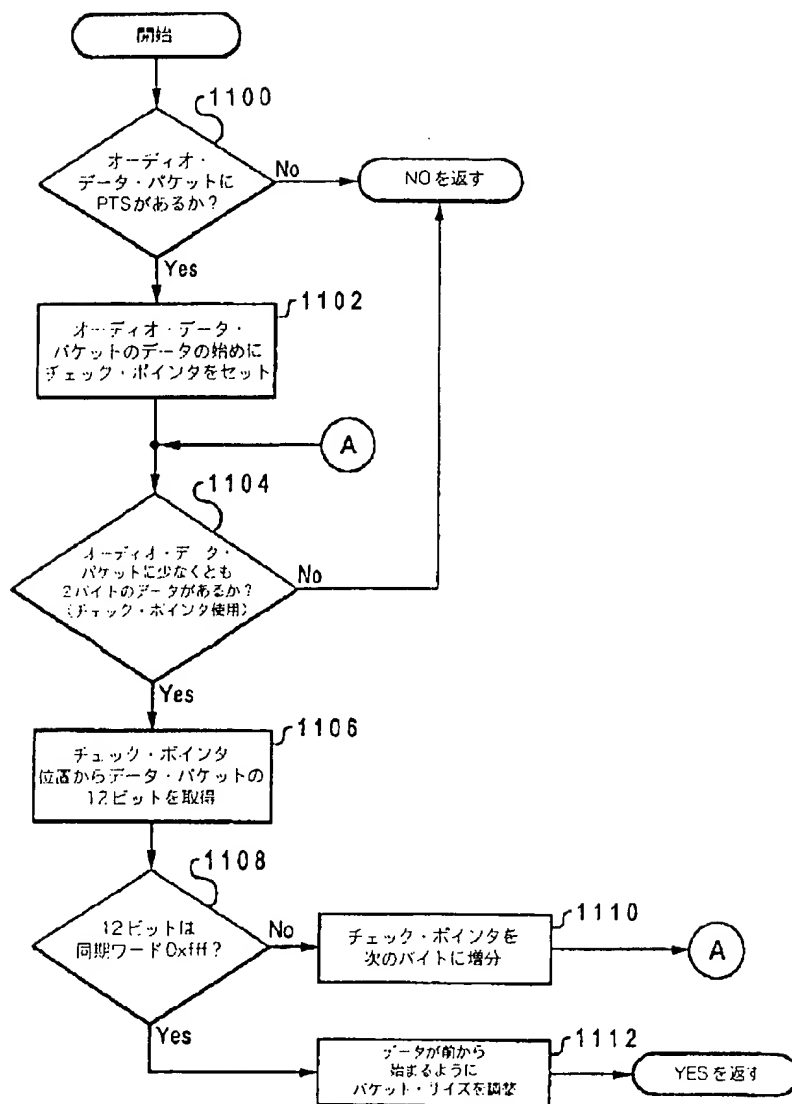 開始
1100
オーディオ・
データ・パケットに
PTSがあるか?
No
NOを返す
Yes
1102
オーディオ・データ・
パケットのデータの始めに
チェック・ポインタをセット
A
1104
オーディオ・データ・
パケットに少なくとも
2バイトのデータがあるか?
(チェック・ポインタ使用)
No
Yes
1106
チェック・ポインタ
位置からデータ・パケットの
12ビットを取得
1108
12ビットは
同期ワード0xfff?
No
1110
チェック・ポインタを
次のバイトに増分
A
Yes
1112
データが前から
始まるように
パケット・サイズを調整
YESを返す